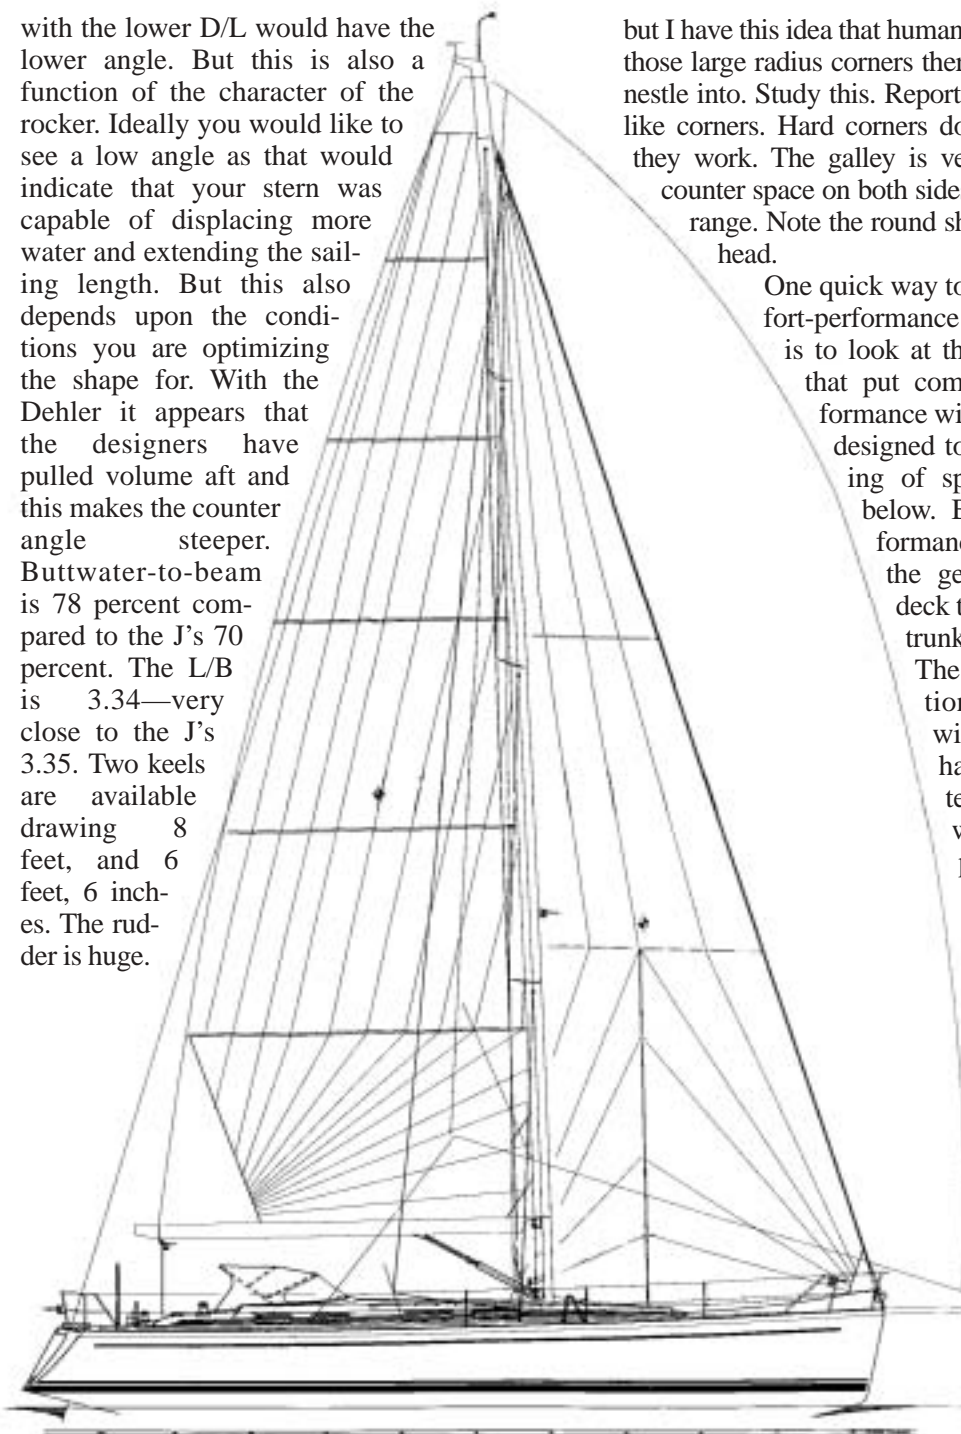 with the lower D/L would have the
lower angle. But this is also a
function of the character of the
rocker. Ideally you would like to
see a low angle as that would
indicate that your stern was
capable of displacing more
water and extending the sail-
ing length. But this also
depends upon the condi-
tions you are optimizing
the shape for. With the
Dehler it appears that
the designers have
pulled volume aft and
this makes the counter
angle steeper.
Buttwater-to-beam
is 78 percent com-
pared to the J's 70
percent. The L/B
is 3.34—very
close to the J's
3.35. Two keels
are available
drawing 8
feet, and 6
feet, 6 inch-
es. The rud-
der is huge.
but I have this idea that human
those large radius corners ther
nestle into. Study this. Report
like corners. Hard corners do
they work. The galley is ve
counter space on both side
range. Note the round sh
head.
One quick way to
fort-performance
is to look at th
that put com
formance wi
designed to
ing of sp
below. E
formanc
the ge
deck t
trunk
The
tion
wi
ha
te
w
p